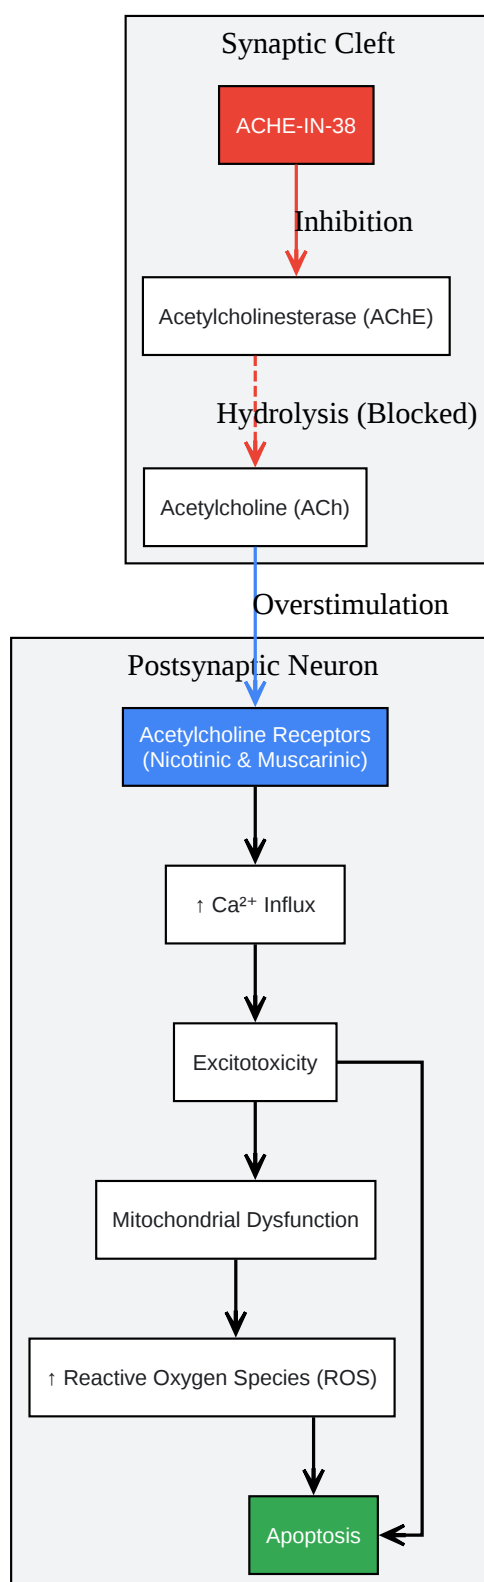 Synaptic Cleft
ACHE-IN-38
Inhibition
Acetylcholinesterase (AChE)
Hydrolysis (Blocked)
Acetylcholine (ACh)
Overstimulation
Postsynaptic Neuron
Acetylcholine Receptors
(Nicotinic & Muscarinic)
↑ Ca²⁺ Influx
Excitotoxicity
Mitochondrial Dysfunction
↑ Reactive Oxygen Species (ROS)
Apoptosis